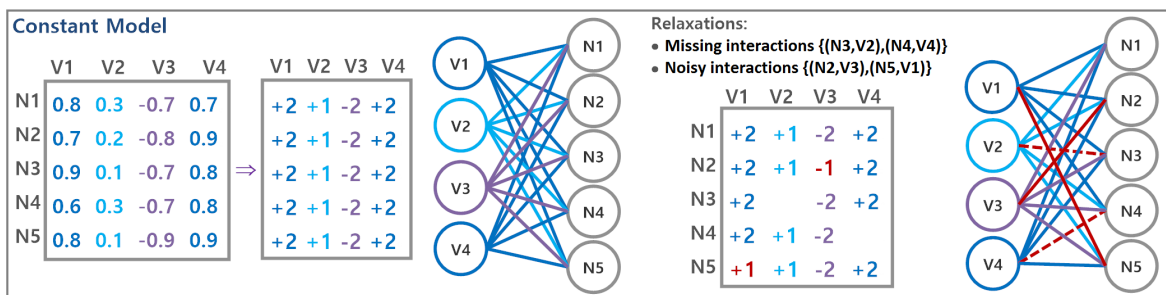 Constant Model
V1 V2 V3 V4
N1 0.8 0.3 -0.7 0.7
N2 0.7 0.2 -0.8 0.9
N3 0.9 0.1 -0.7 0.8
N4 0.6 0.3 -0.7 0.8
N5 0.8 0.1 -0.9 0.9
⇒
V1 V2 V3 V4
+2 +1 -2 +2
+2 +1 -2 +2
+2 +1 -2 +2
+2 +1 -2 +2
+2 +1 -2 +2
V1
V2
V3
V4
N1
N2
N3
N4
N5
Relaxations:
• Missing interactions {(N3,V2),(N4,V4)}
• Noisy interactions {(N2,V3),(N5,V1)}
V1 V2 V3 V4
N1 +2 +1 -2 +2
N2 +2 +1 -1 +2
N3 +2 -2 +2
N4 +2 +1 -2
N5 +1 +1 -2 +2
V1
V2
V3
V4
N1
N2
N3
N4
N5